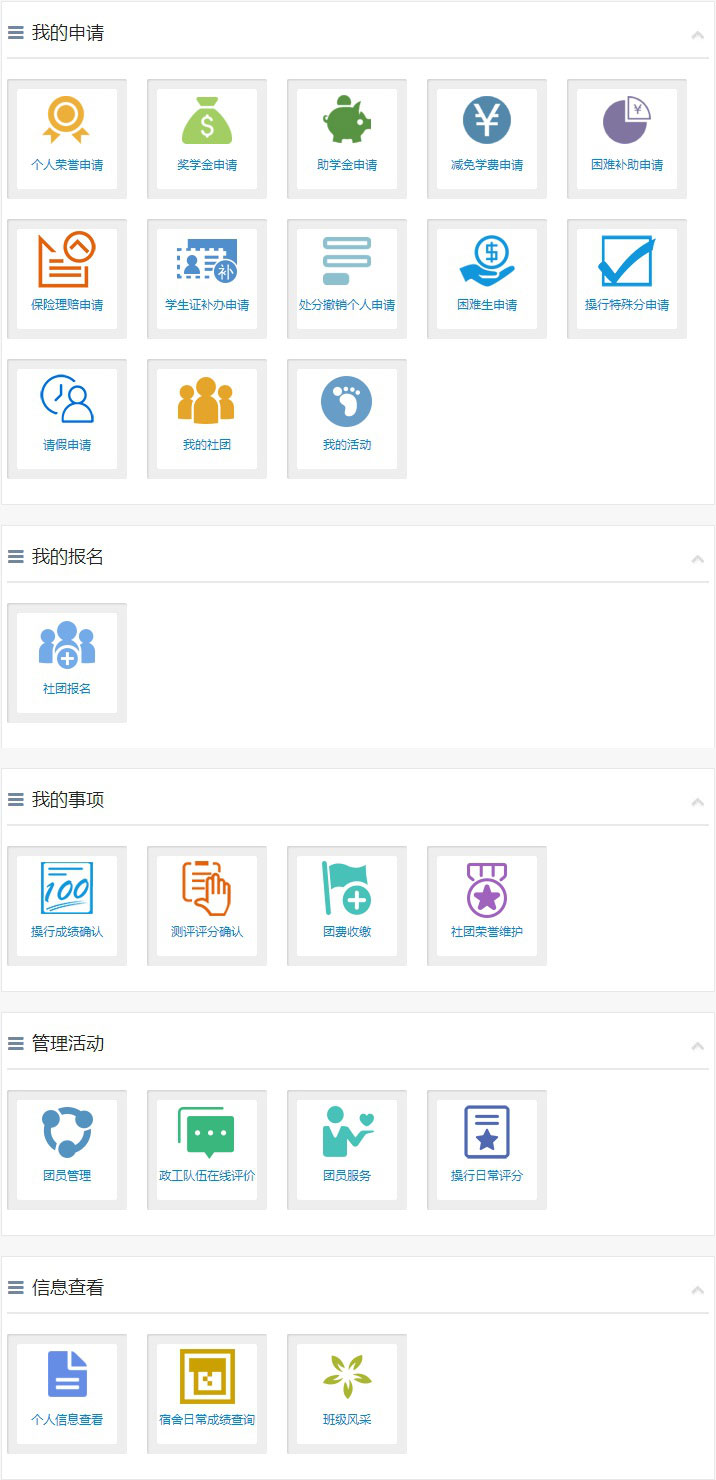 我的申请
个人荣誉申请
奖学金申请
助学金申请
减免学费申请
困难补助申请
保险理赔申请
学生证补办申请
处分撤销个人申请
困难生申请
操行特殊分申请
请假申请
我的社团
我的活动
我的报名
社团报名
我的事项
操行成绩确认
测评评分确认
团费收缴
社团荣誉维护
管理活动
团员管理
政工队伍在线评价
团员服务
操行日常评分
信息查看
个人信息查看
宿舍日常成绩查询
班级风采